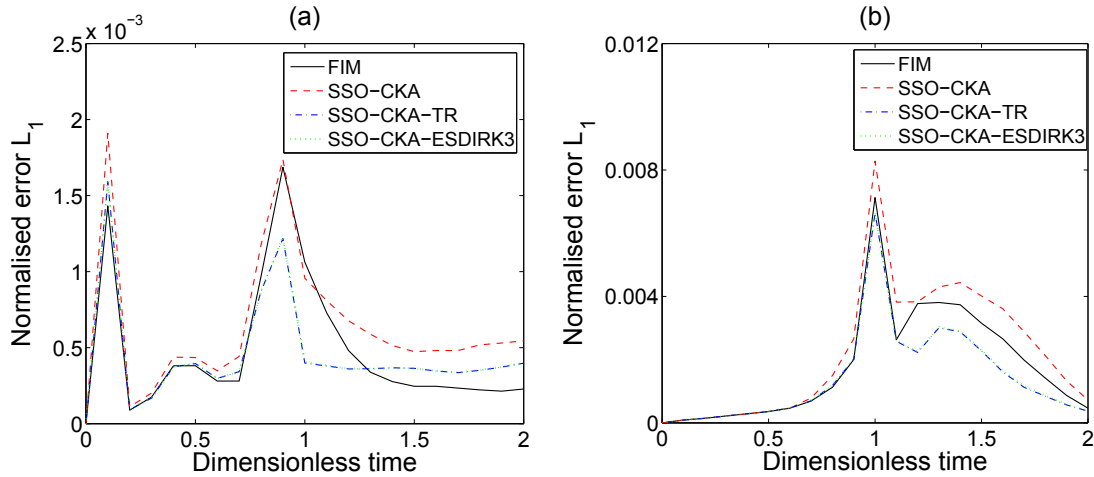 (a)
x 10⁻³
2.5
2
1.5
1
0.5
0
0
0.5
1
1.5
2
Normalised error L₁
Dimensionless time
FIM
SSO−CKA
SSO−CKA−TR
SSO−CKA−ESDIRK3
(b)
0.012
0.008
0.004
0.000
0
0.5
1
1.5
2
Normalised error L₁
Dimensionless time
FIM
SSO−CKA
SSO−CKA−TR
SSO−CKA−ESDIRK3